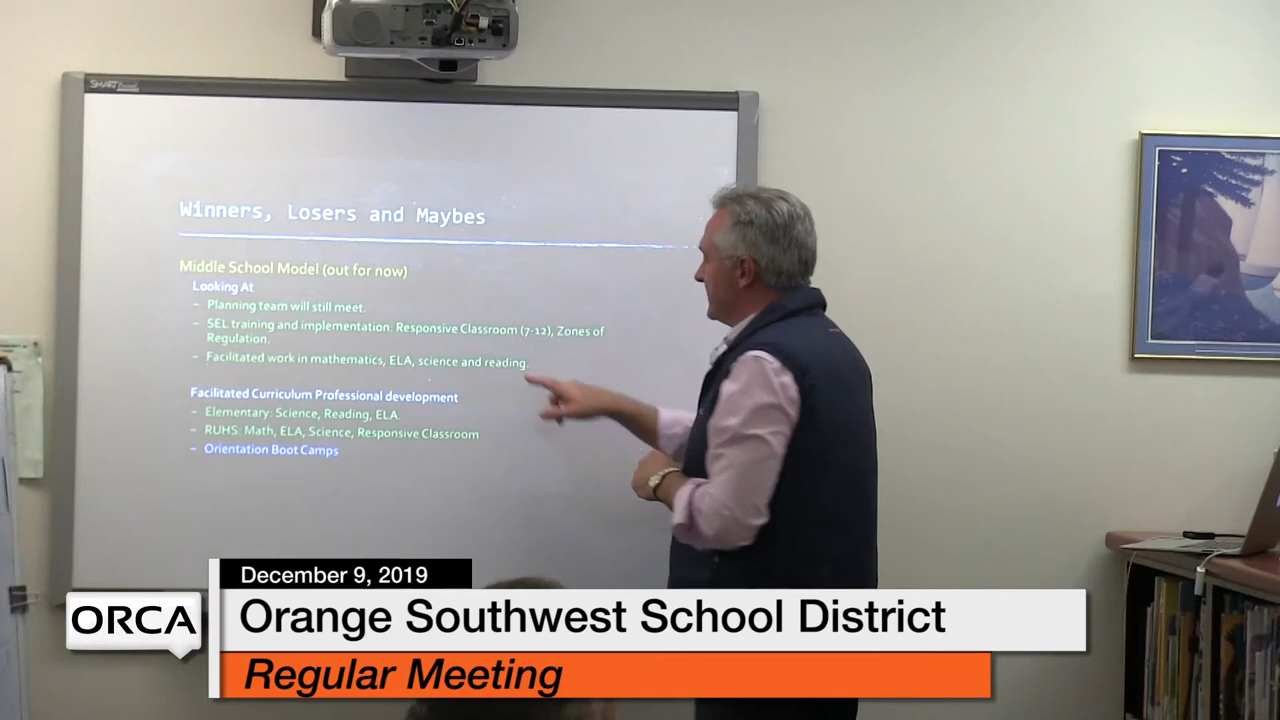 SMART Board
Winners, Losers and Maybes
Middle School Model (out for now)
Looking At
– Planning team will still meet.
– SEL training and implementation: Responsive Classroom (7-12), Zones of
Regulation.
– Facilitated work in mathematics, ELA, science and reading.
Facilitated Curriculum Professional development
– Elementary: Science, Reading, ELA.
– RUHS: Math, ELA, Science, Responsive Classroom
– Orientation Boot Camps
December 9, 2019
ORCA
Orange Southwest School District
Regular Meeting